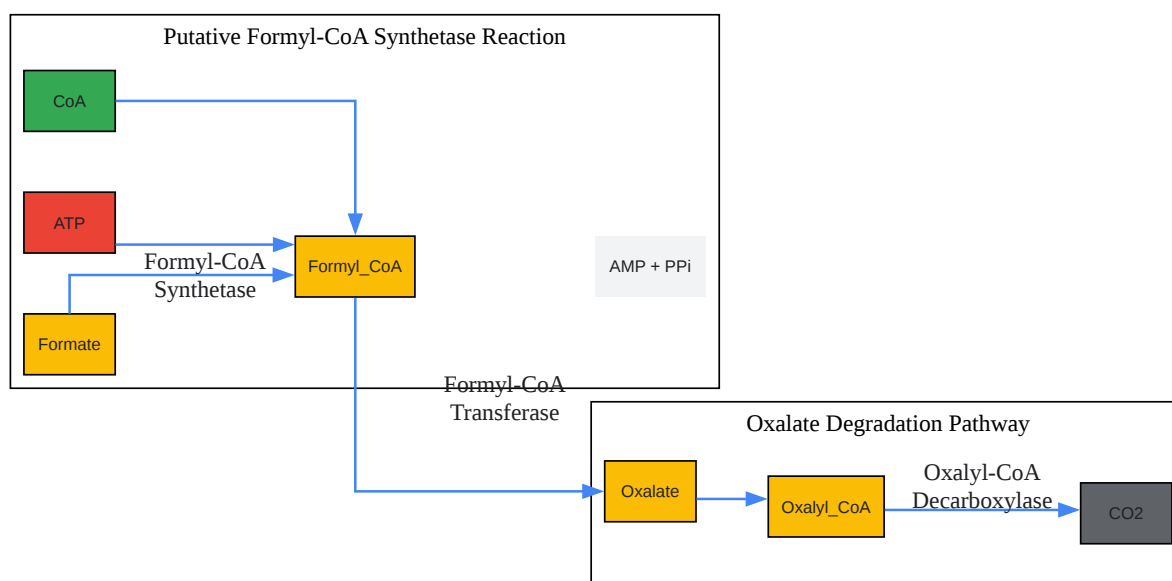 Putative Formyl-CoA Synthetase Reaction
CoA
ATP
Formyl-CoA
Synthetase
Formyl_CoA
AMP + PPi
Formate
Formyl-CoA
Transferase
Oxalate Degradation Pathway
Oxalate
Oxalyl_CoA
Oxalyl-CoA
Decarboxylase
CO2